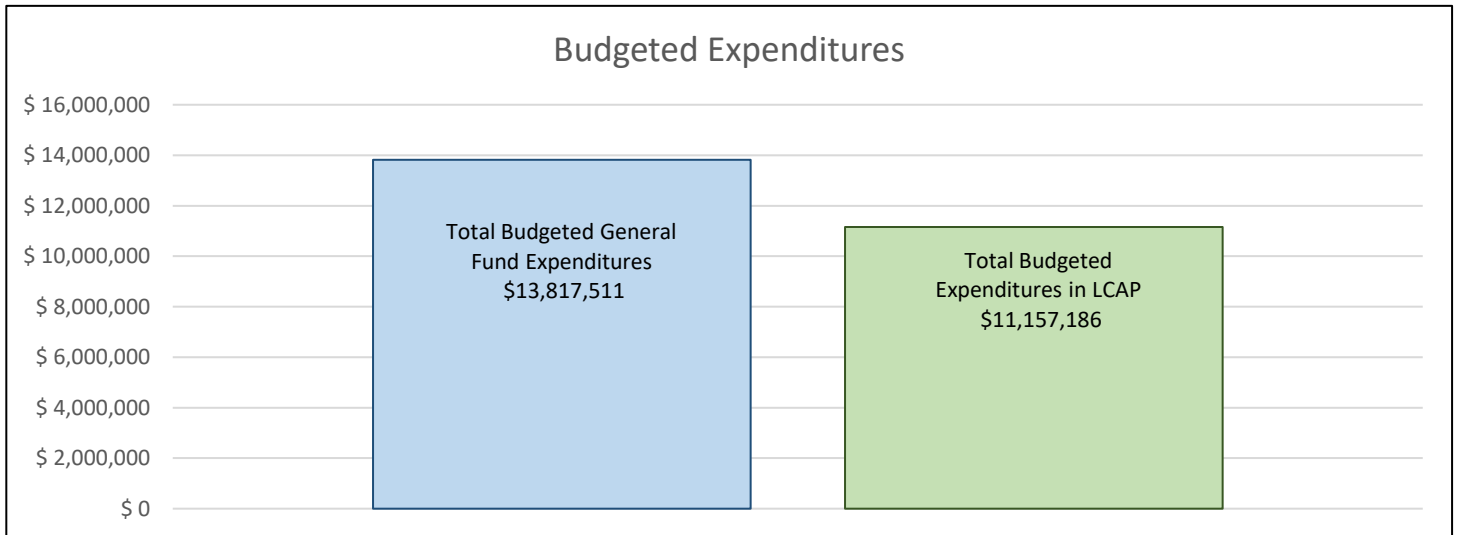 Budgeted Expenditures
$ 16,000,000
$ 14,000,000
$ 12,000,000
$ 10,000,000
$ 8,000,000
$ 6,000,000
$ 4,000,000
$ 2,000,000
$ 0
Total Budgeted General
Fund Expenditures
$13,817,511
Total Budgeted
Expenditures in LCAP
$11,157,186